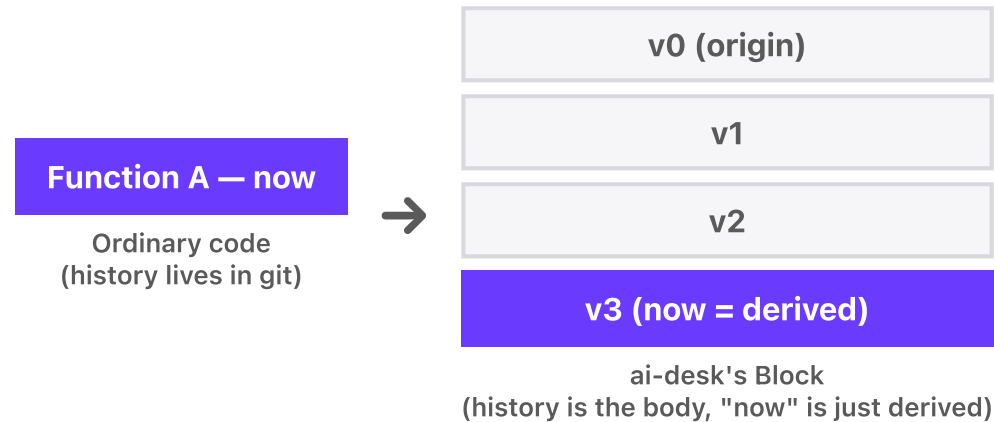 Function A — now
Ordinary code
(history lives in git)
v0 (origin)
v1
v2
v3 (now = derived)
ai-desk's Block
(history is the body, "now" is just derived)